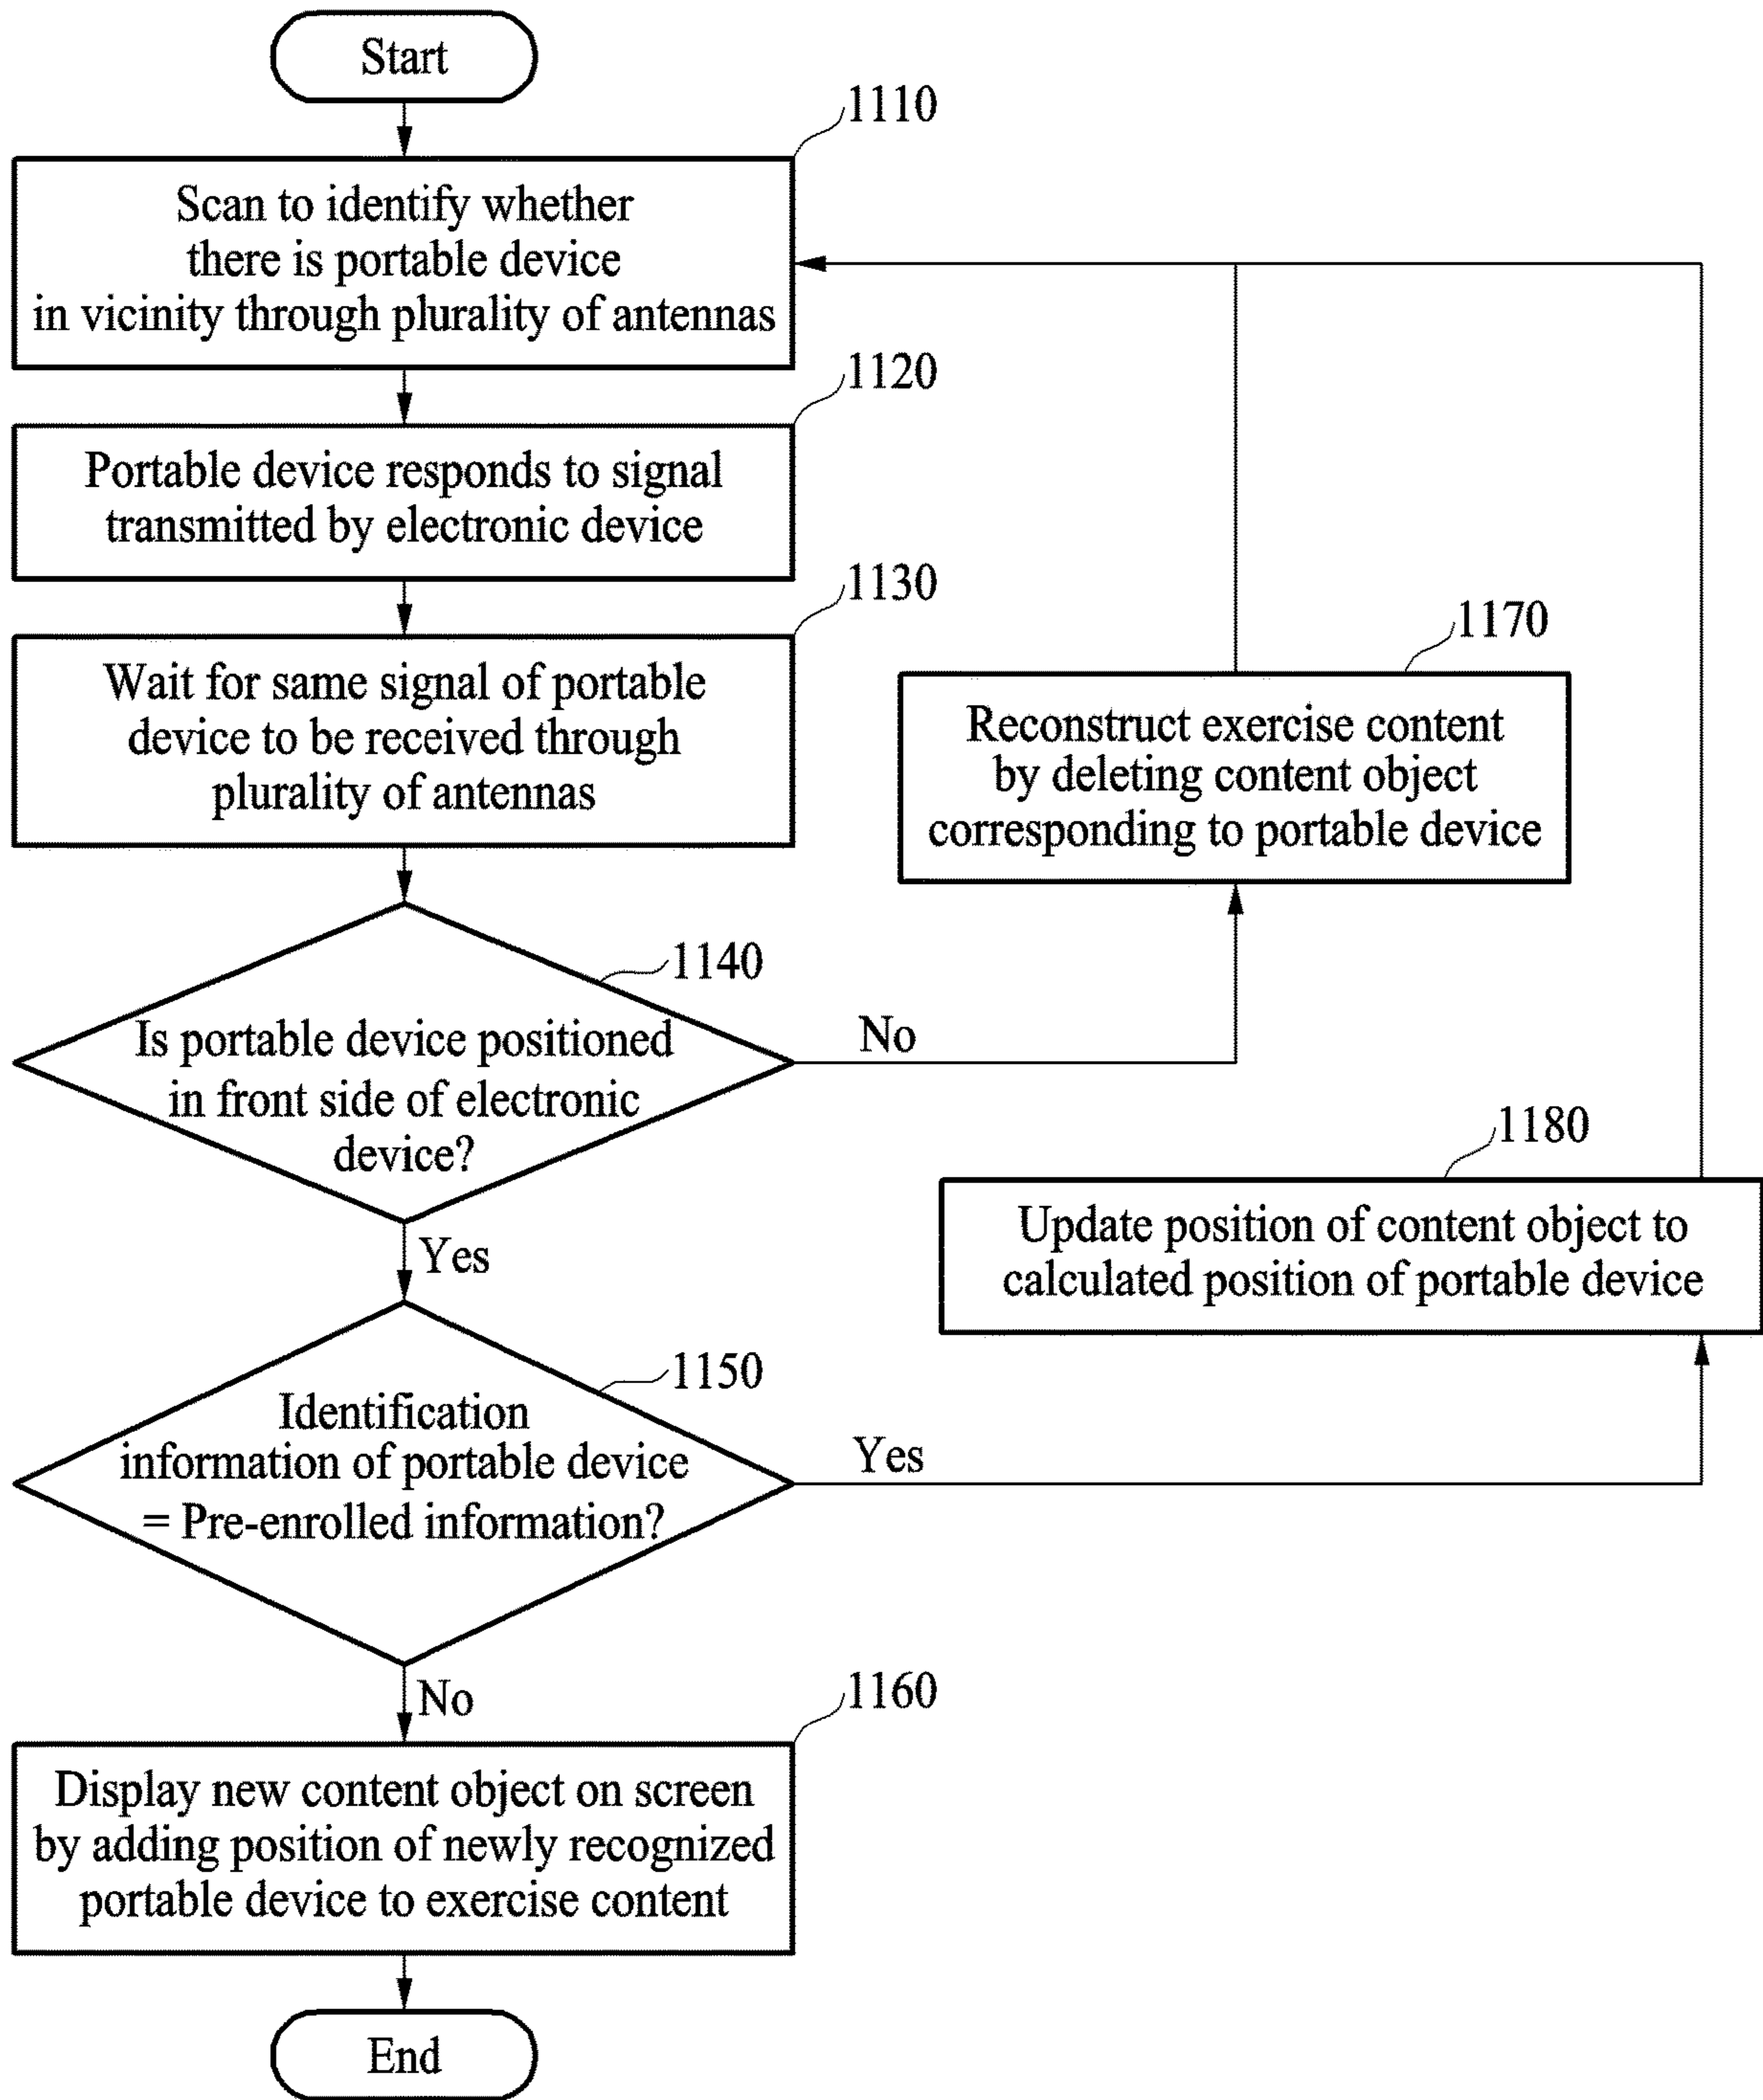 Start
1110
Scan to identify whether
there is portable device
in vicinity through plurality of antennas
1120
Portable device responds to signal
transmitted by electronic device
1130
Wait for same signal of portable
device to be received through
plurality of antennas
1170
Reconstruct exercise content
by deleting content object
corresponding to portable device
1140
Is portable device positioned
in front side of electronic
device?
No
Yes
1180
Update position of content object to
calculated position of portable device
1150
Identification
information of portable device
= Pre-enrolled information?
Yes
No
1160
Display new content object on screen
by adding position of newly recognized
portable device to exercise content
End